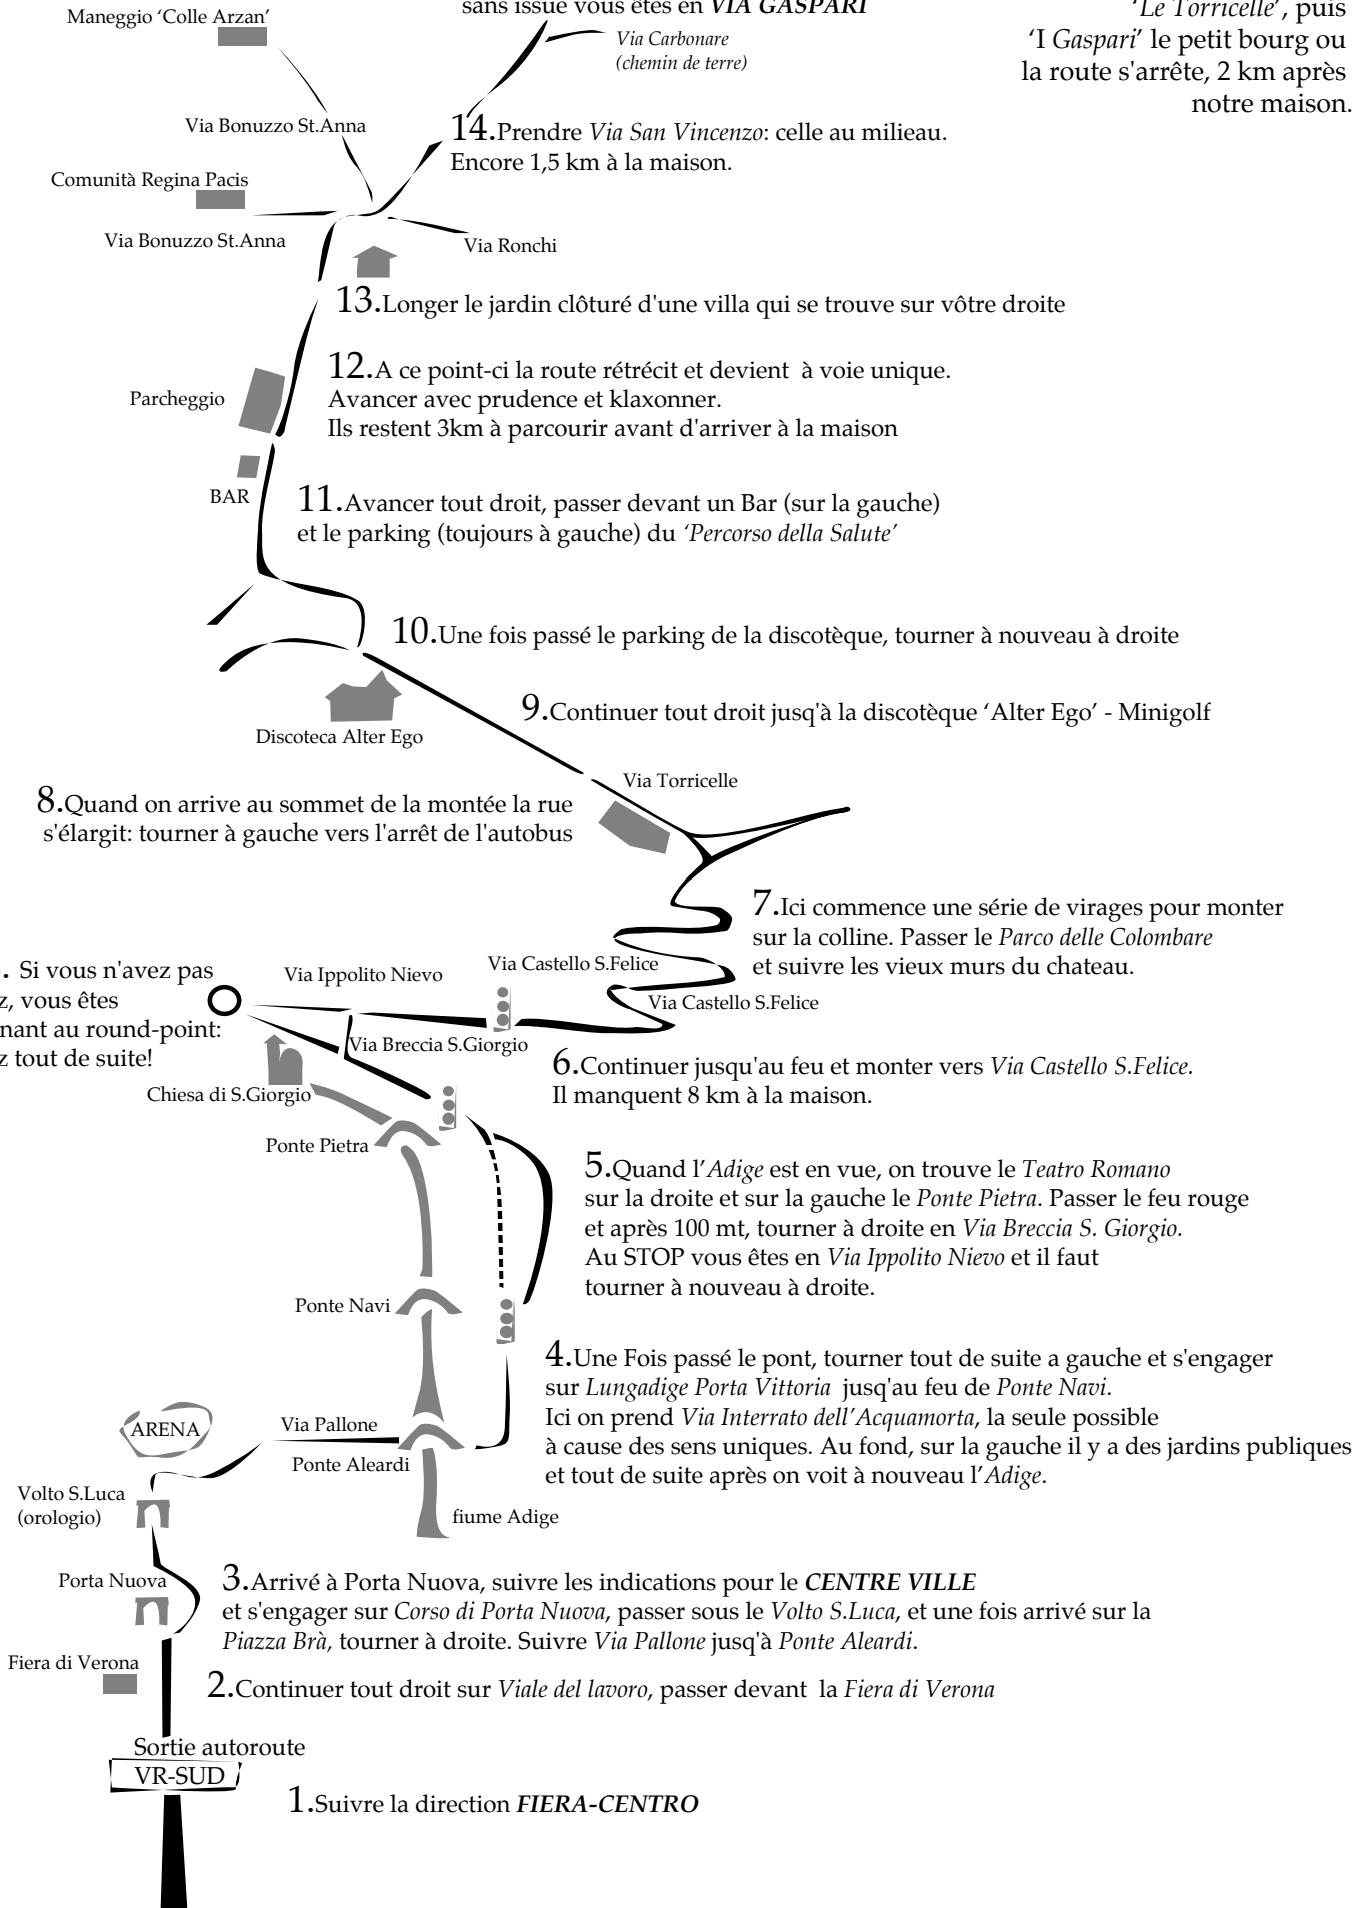 sans issue vous êtes en VIA GASPARI
'Le Torricelle', puis
'I Gaspari' le petit bourg ou
la route s'arrête, 2 km après
notre maison.
Maneggio 'Colle Arzan'
Via Carbonare
(chemin de terre)
Via Bonuzzo St.Anna
14.Prendre Via San Vincenzo: celle au milieau.
Encore 1,5 km à la maison.
Comunità Regina Pacis
Via Bonuzzo St.Anna
Via Ronchi
13.Longer le jardin clôturé d'une villa qui se trouve sur vôtre droite
12.A ce point-ci la route rétrécit et devient à voie unique.
Avancer avec prudence et klaxonner.
Ils restent 3km à parcourir avant d'arriver à la maison
Parcheggio
BAR
11.Avancer tout droit, passer devant un Bar (sur la gauche)
et le parking (toujours à gauche) du 'Percorso della Salute'
10.Une fois passé le parking de la discotèque, tourner à nouveau à droite
9.Continuer tout droit jusq'à la discotèque 'Alter Ego' - Minigolf
Discoteca Alter Ego
Via Torricelle
8.Quand on arrive au sommet de la montée la rue
s'élargit: tourner à gauche vers l'arrêt de l'autobus
7.Ici commence une série de virages pour monter
sur la colline. Passer le Parco delle Colombare
et suivre les vieux murs du chateau.
Si vous n'avez pas
z, vous êtes
nant au round-point:
z tout de suite!
Via Ippolito Nievo
Via Castello S.Felice
Via Castello S.Felice
Via Breccia S.Giorgio
6.Continuer jusqu'au feu et monter vers Via Castello S.Felice.
Il manquent 8 km à la maison.
Chiesa di S.Giorgio
Ponte Pietra
5.Quand l'Adige est en vue, on trouve le Teatro Romano
sur la droite et sur la gauche le Ponte Pietra. Passer le feu rouge
et après 100 mt, tourner à droite en Via Breccia S. Giorgio.
Au STOP vous êtes en Via Ippolito Nievo et il faut
tourner à nouveau à droite.
Ponte Navi
4.Une Fois passé le pont, tourner tout de suite a gauche et s'engager
sur Lungadige Porta Vittoria jusqu'au feu de Ponte Navi.
Ici on prend Via Interrato dell'Acquamorta, la seule possible
à cause des sens uniques. Au fond, sur la gauche il y a des jardins publiques
et tout de suite après on voit à nouveau l'Adige.
ARENA
Via Pallone
Ponte Aleardi
Volto S.Luca
(orologio)
fiume Adige
Porta Nuova
3.Arrivé à Porta Nuova, suivre les indications pour le CENTRE VILLE
et s'engager sur Corso di Porta Nuova, passer sous le Volto S.Luca, et une fois arrivé sur la
Piazza Brà, tourner à droite. Suivre Via Pallone jusq'à Ponte Aleardi.
Fiera di Verona
2.Continuer tout droit sur Viale del lavoro, passer devant la Fiera di Verona
Sortie autoroute
VR-SUD
1.Suivre la direction FIERA-CENTRO